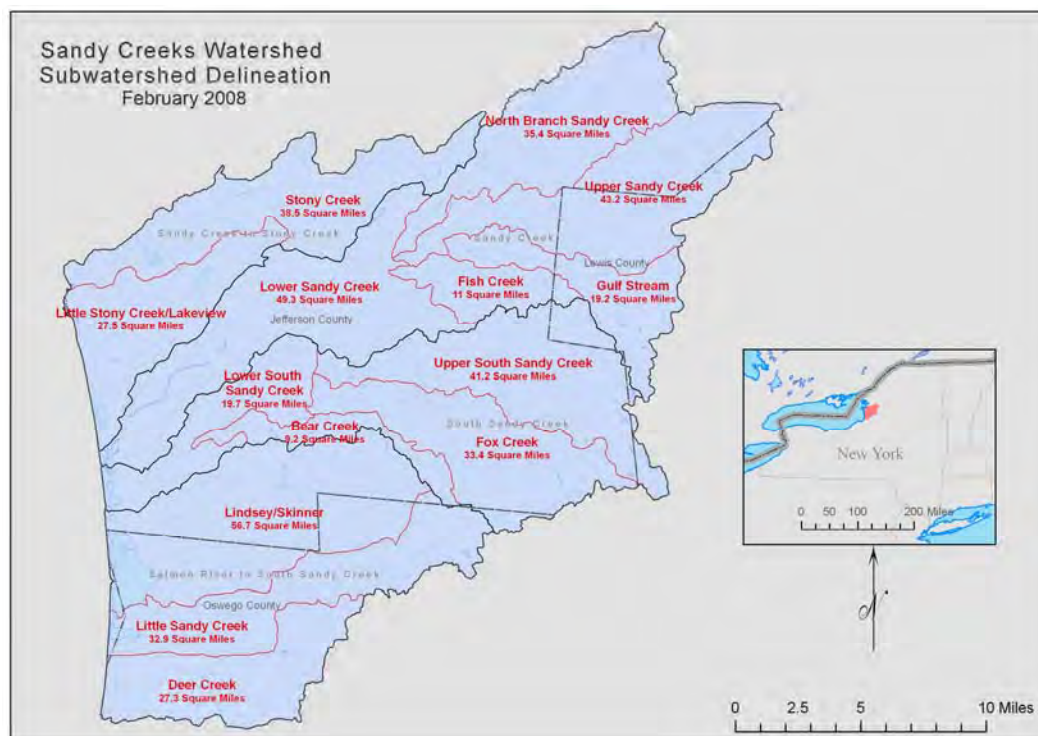 Sandy Creeks Watershed
Subwatershed Delineation
February 2008
North Branch Sandy Creek
35.4 Square Miles
Upper Sandy Creek
43.2 Square Miles
Stony Creek
38.5 Square Miles
Sandy Creek to Stony Creek
Sandy Creek
Lewis County
Gulf Stream
19.2 Square Miles
Fish Creek
11 Square Miles
Lower Sandy Creek
49.3 Square Miles
Jefferson County
Little Stony Creek/Lakeview
27.5 Square Miles
Upper South Sandy Creek
41.2 Square Miles
Lower South
Sandy Creek
19.7 Square Miles
Bear Creek
9.2 Square Miles
South Sandy Creek
Fox Creek
33.4 Square Miles
Lindsey/Skinner
56.7 Square Miles
Salmon River to South Sandy Creek
Oswego County
Little Sandy Creek
32.9 Square Miles
Deer Creek
27.3 Square Miles
New York
0 50 100 200 Miles
N
0 2.5 5 10 Miles